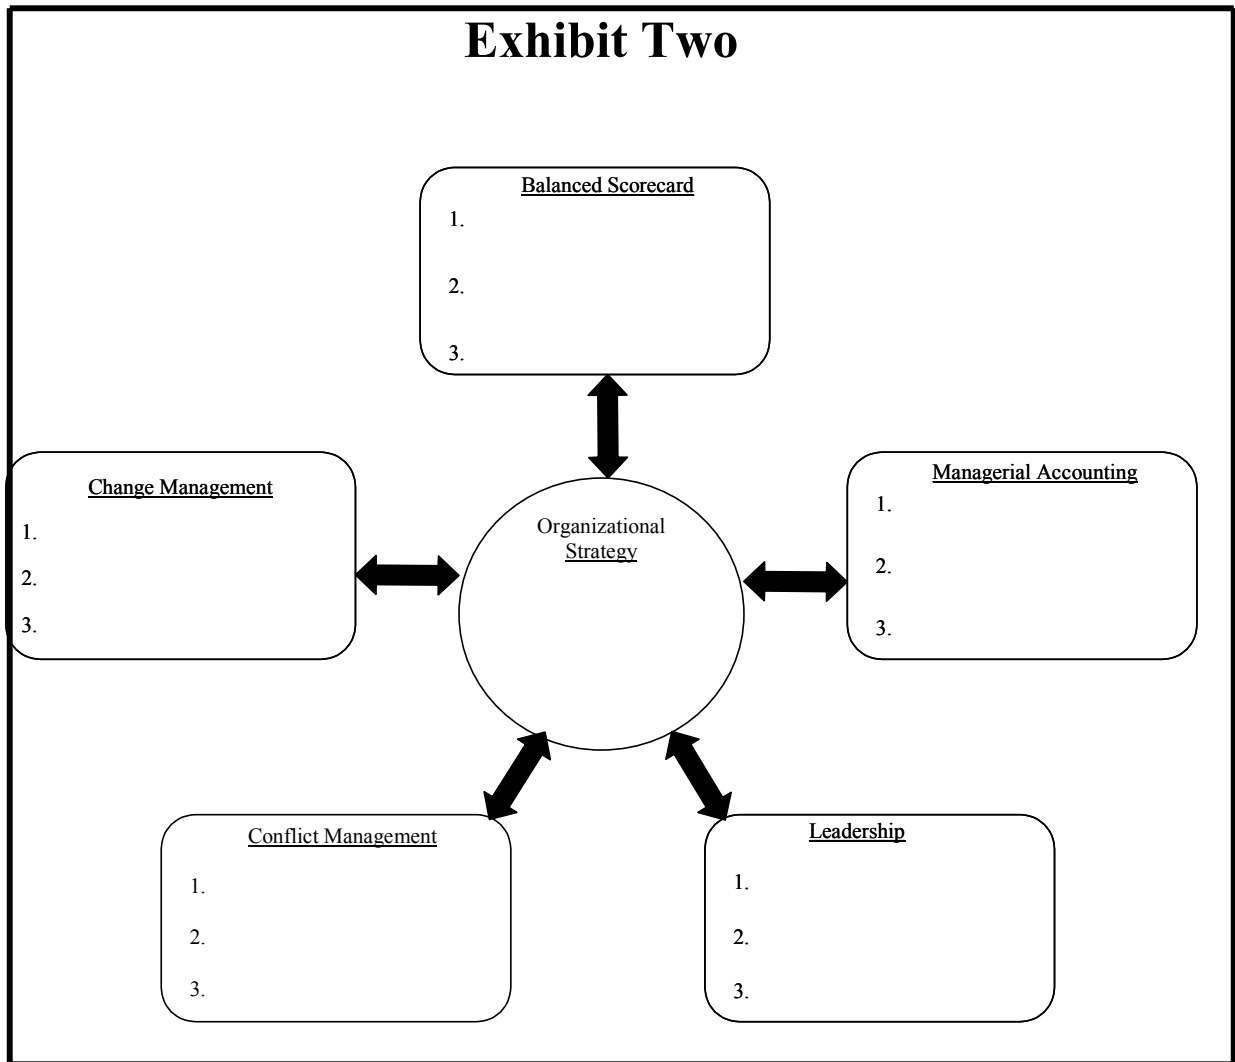 Exhibit Two
Balanced Scorecard
1.
2.
3.
Change Management
1.
2.
3.
Organizational
Strategy
Managerial Accounting
1.
2.
3.
Conflict Management
1.
2.
3.
Leadership
1.
2.
3.